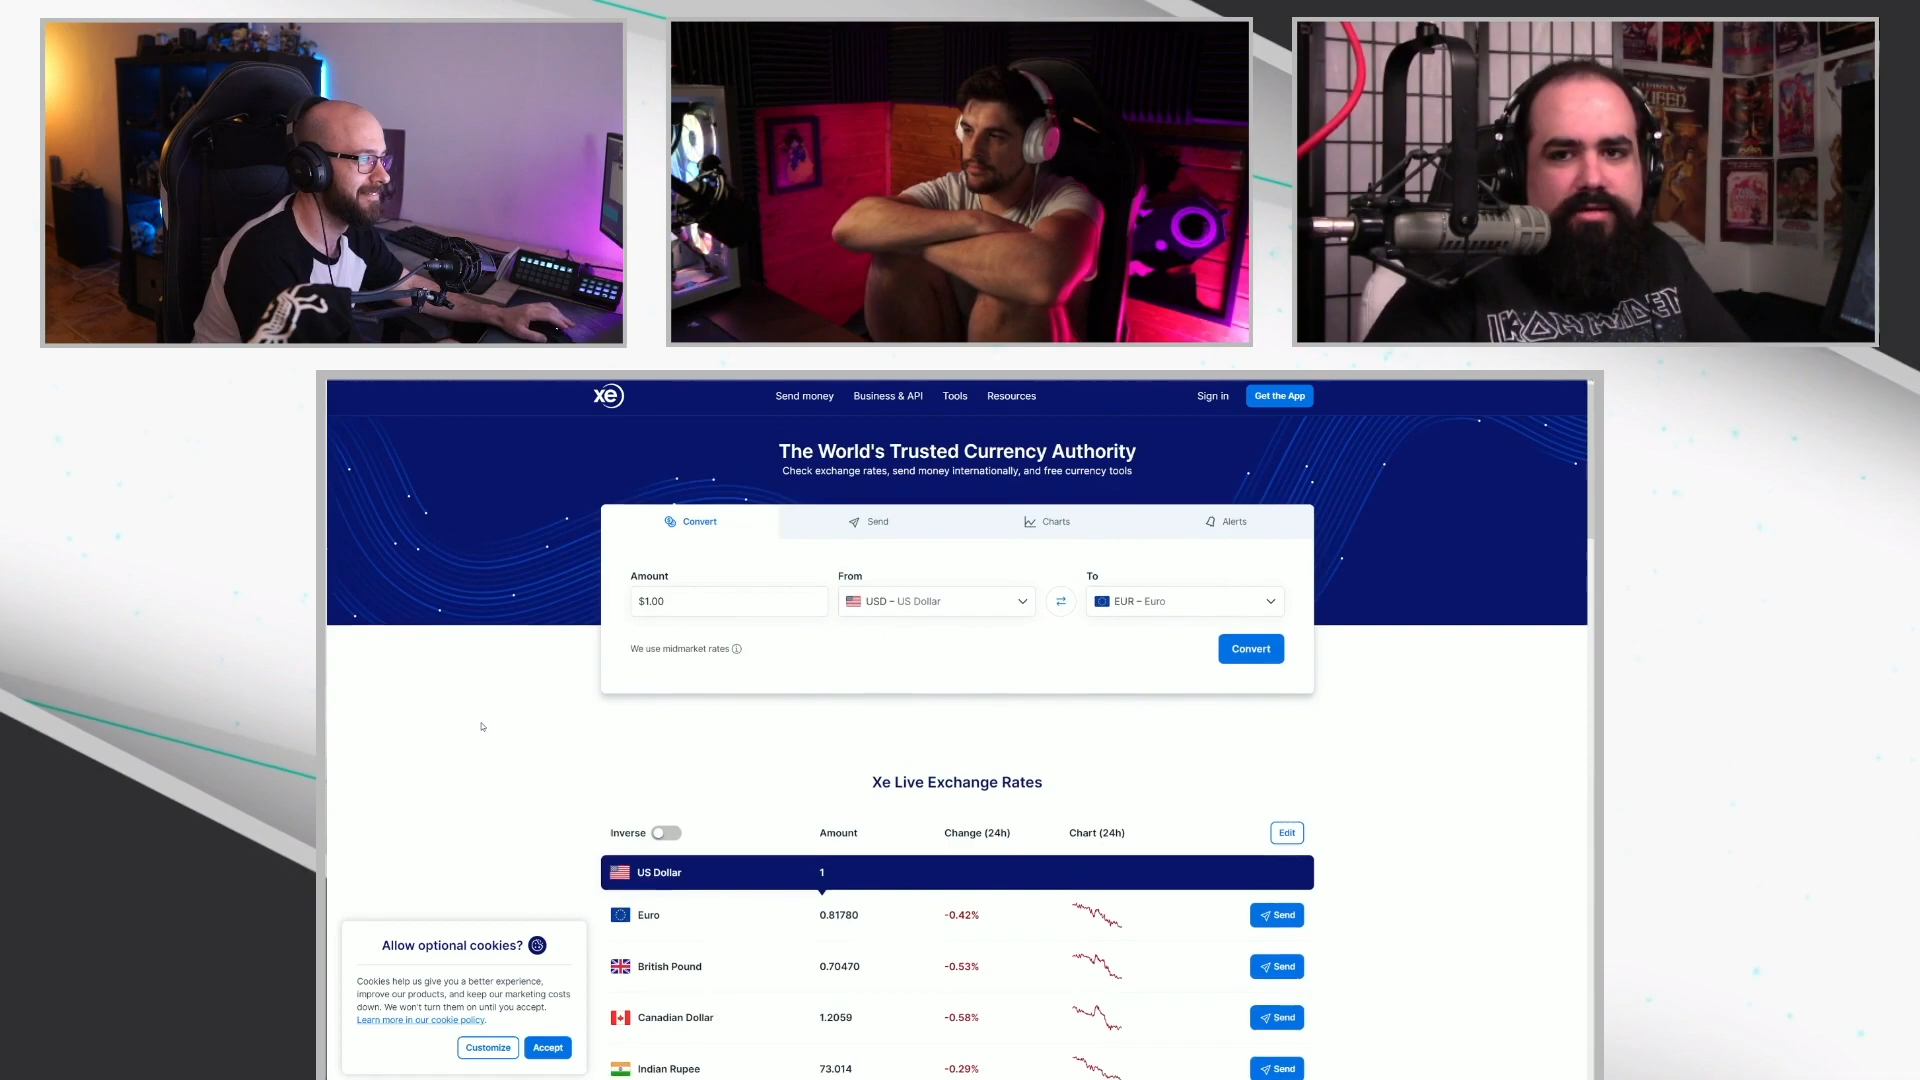 IRON MAIDEN
xe
Send money Business & API Tools Resources Sign in Get the App
The World's Trusted Currency Authority
Check exchange rates, send money internationally, and free currency tools
Convert Send Charts Alerts
Amount From To
$1.00 USD – US Dollar EUR – Euro
We use midmarket rates Convert
Xe Live Exchange Rates
Inverse Amount Change (24h) Chart (24h) Edit
US Dollar 1
Euro 0.81780 -0.42% Send
British Pound 0.70470 -0.53% Send
Canadian Dollar 1.2059 -0.58% Send
Indian Rupee 73.014 -0.29% Send
Allow optional cookies?
Cookies help us give you a better experience,
improve our products, and keep our marketing costs
down. We won't turn them on until you accept.
Learn more in our cookie policy.
Customize Accept